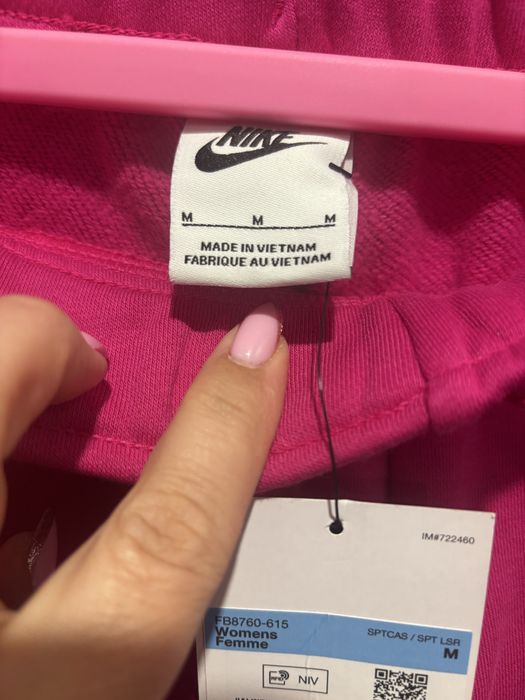 NIKE
M M M
MADE IN VIETNAM
FABRIQUE AU VIETNAM
IM#722460
FB8760-615
Womens SPTCAS / SPT LSR
Femme M
NIV